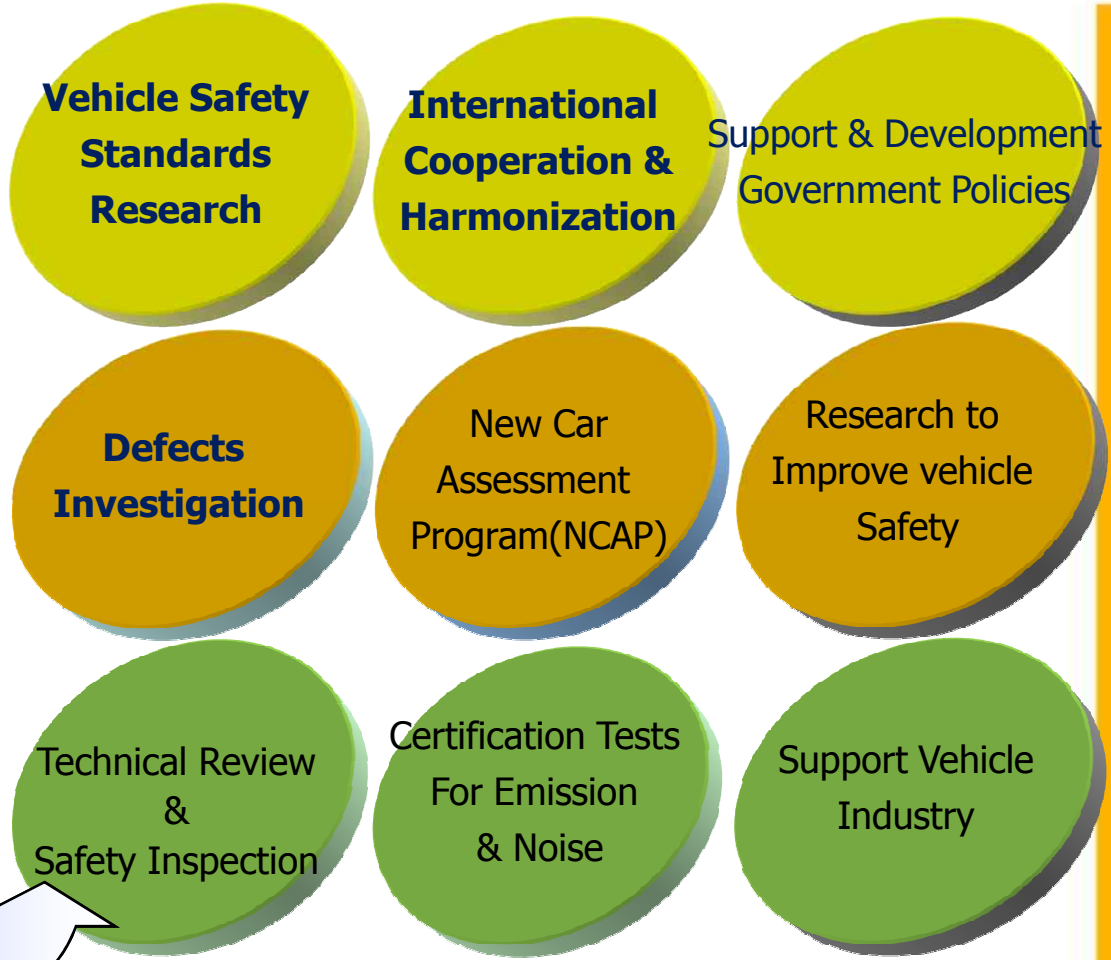 Vehicle Safety
Standards
Research
International
Cooperation &
Harmonization
Support & Development
Government Policies
Defects
Investigation
New Car
Assessment
Program(NCAP)
Research to
Improve vehicle
Safety
Technical Review
&
Safety Inspection
Certification Tests
For Emission
& Noise
Support Vehicle
Industry